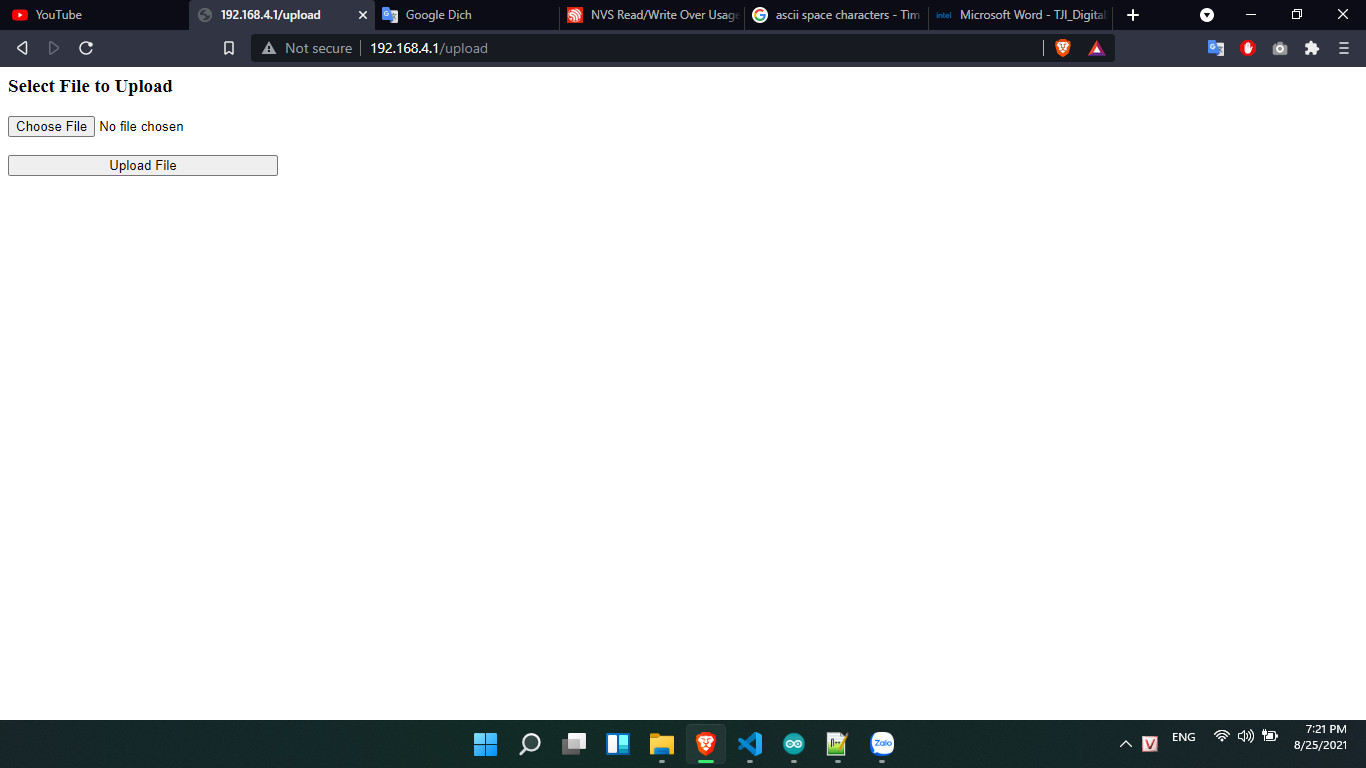 YouTube
192.168.4.1/upload
Google Dịch
NVS Read/Write Over Usage
ascii space characters - Tìm
intel
Microsoft Word - TJI_Digital
Not secure
192.168.4.1/upload
Select File to Upload
Choose File No file chosen
Upload File
Zalo
V
ENG
7:21 PM
8/25/2021